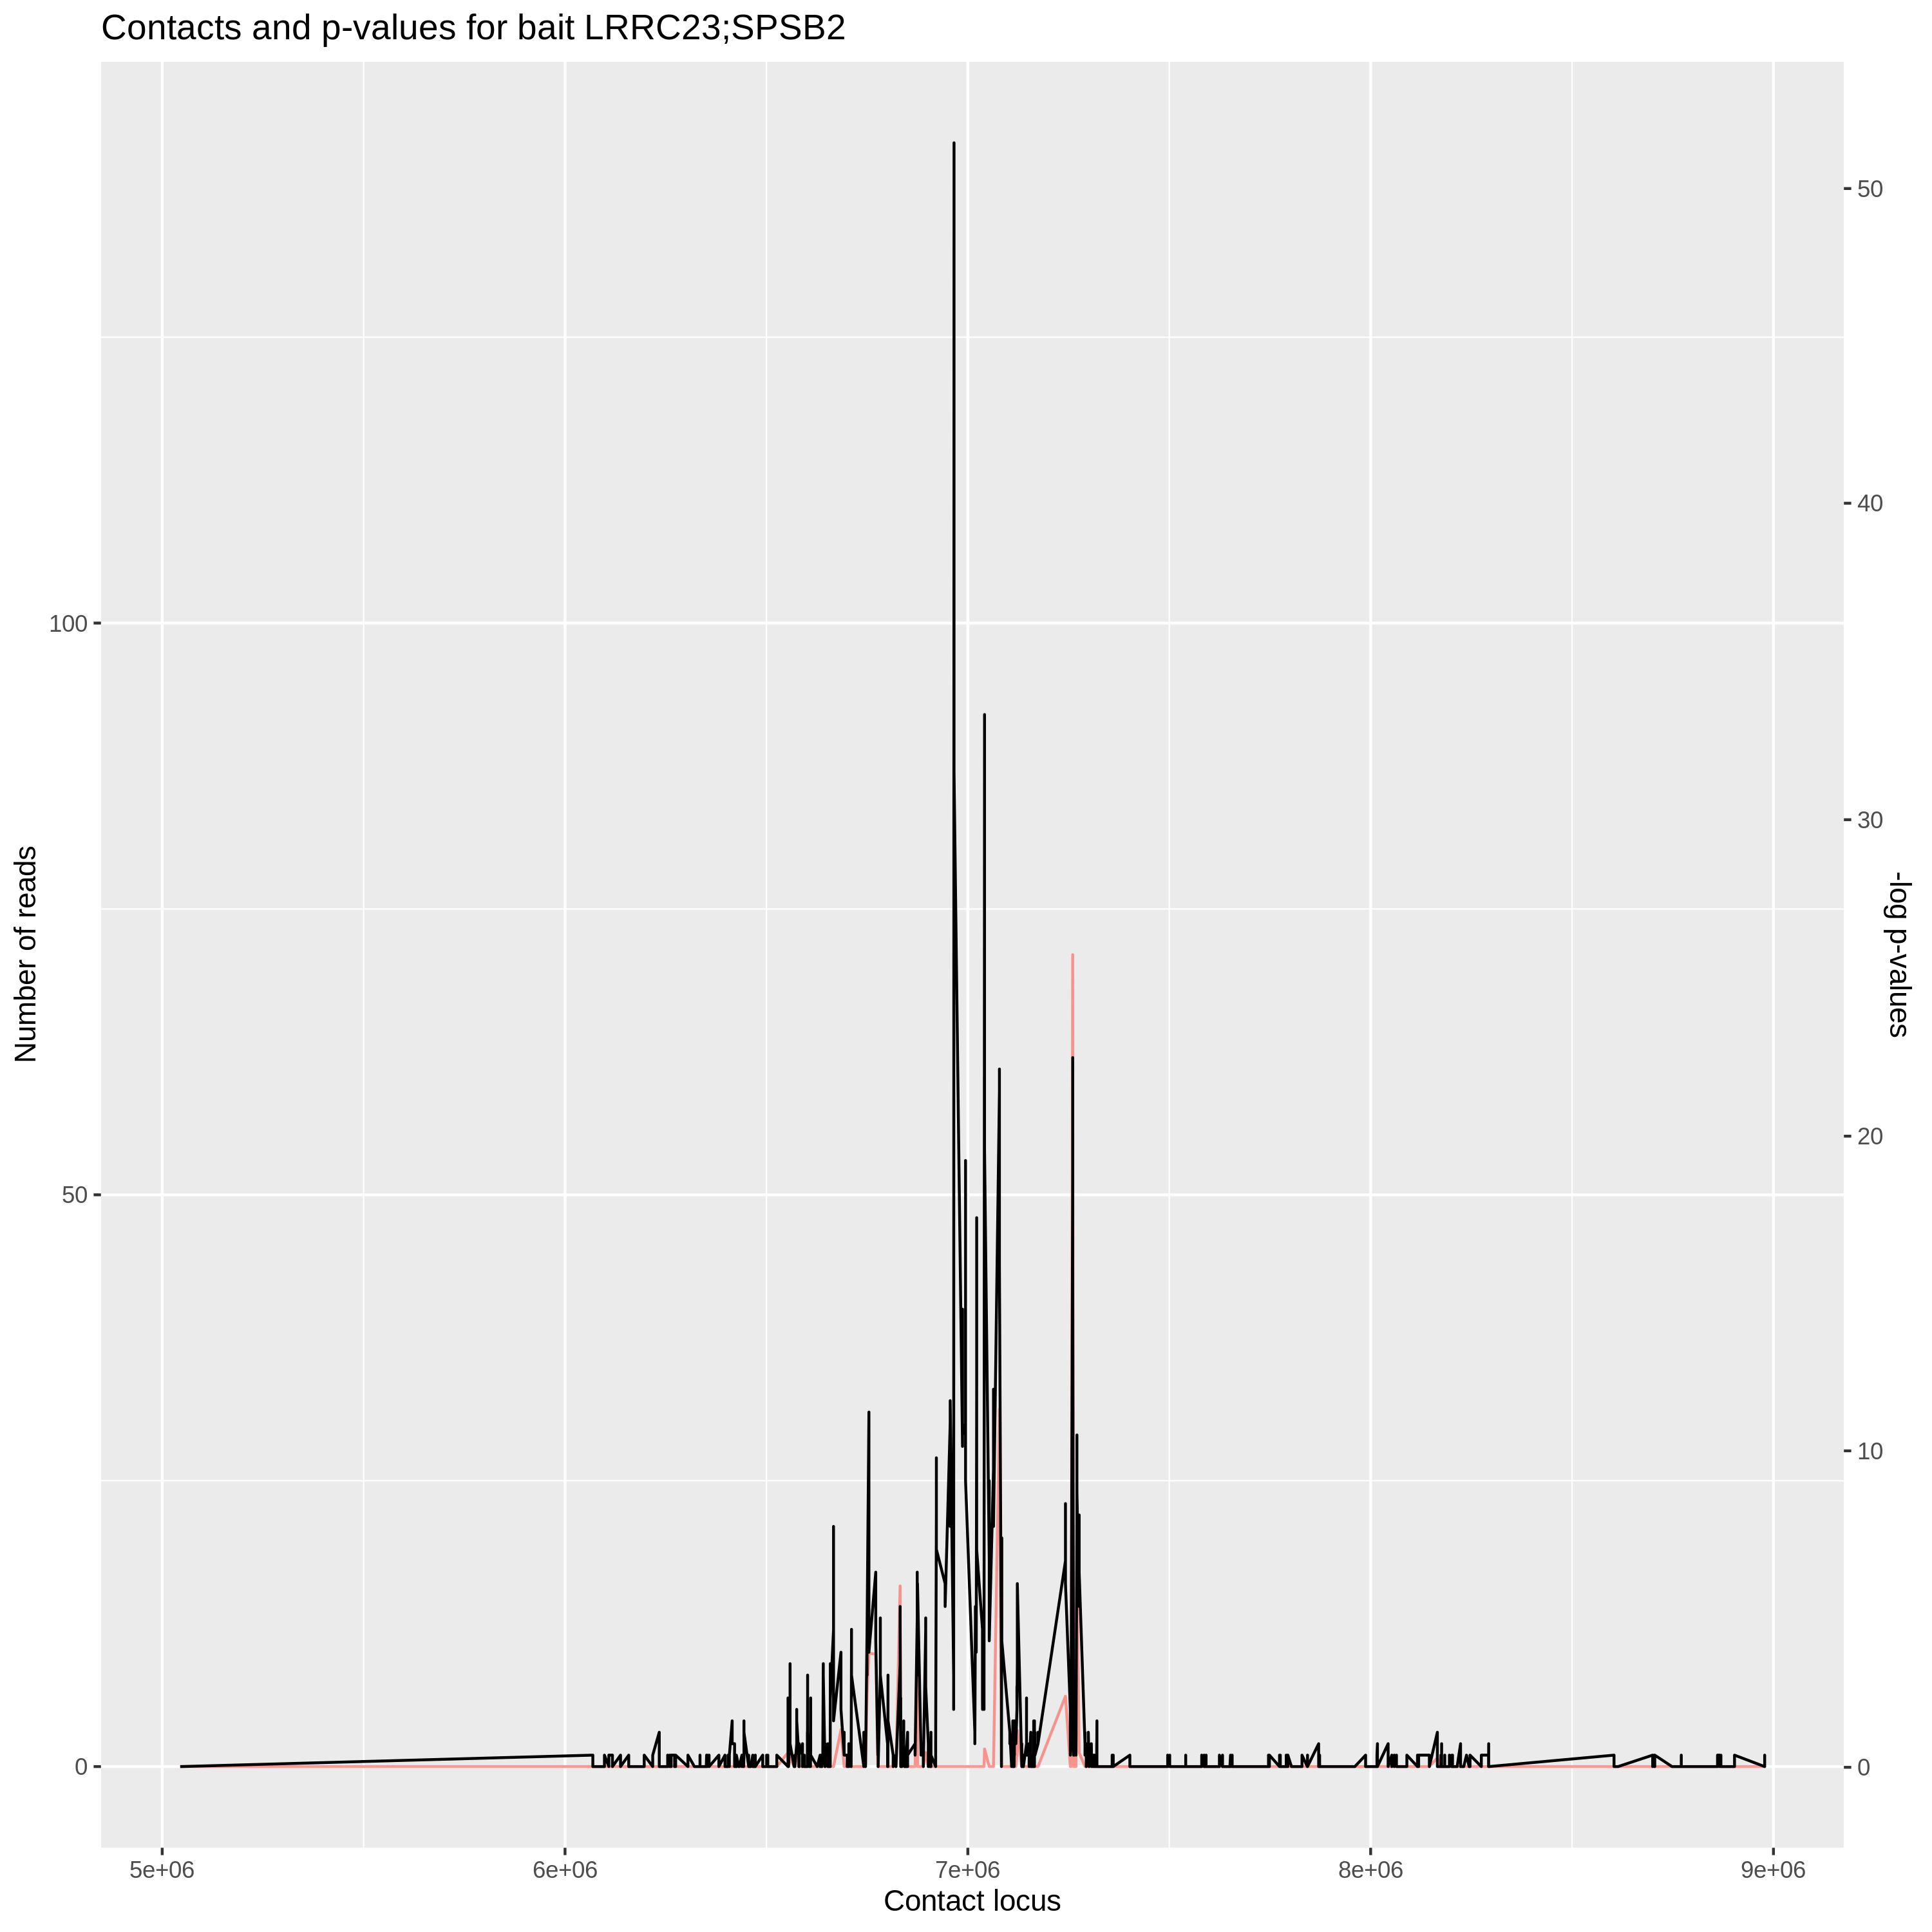 Contacts and p-values for bait LRRC23;SPSB2
Number of reads
100
50
0
50
40
30
20
10
0
-log p-values
5e+06 6e+06 7e+06 8e+06 9e+06
Contact locus